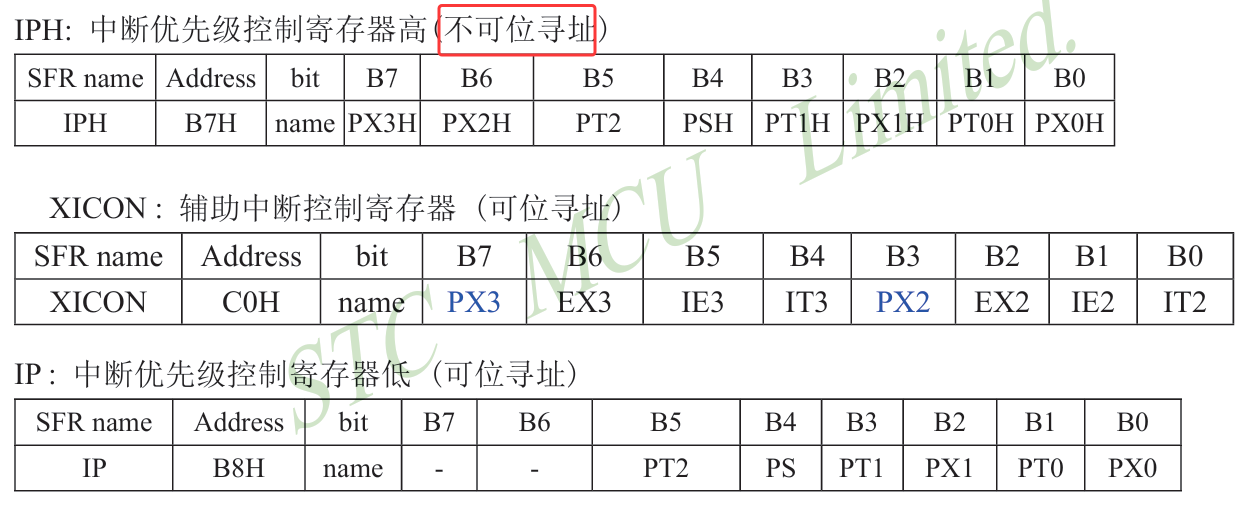 IPH: 中断优先级控制寄存器高(不可位寻址)
SFR name Address bit B7 B6 B5 B4 B3 B2 B1 B0
IPH B7H name PX3H PX2H PT2 PSH PT1H PX1H PT0H PX0H
XICON : 辅助中断控制寄存器 (可位寻址)
SFR name Address bit B7 B6 B5 B4 B3 B2 B1 B0
XICON C0H name PX3 EX3 IE3 IT3 PX2 EX2 IE2 IT2
IP : 中断优先级控制寄存器低 (可位寻址)
SFR name Address bit B7 B6 B5 B4 B3 B2 B1 B0
IP B8H name - - PT2 PS PT1 PX1 PT0 PX0
STC MCU Limited.